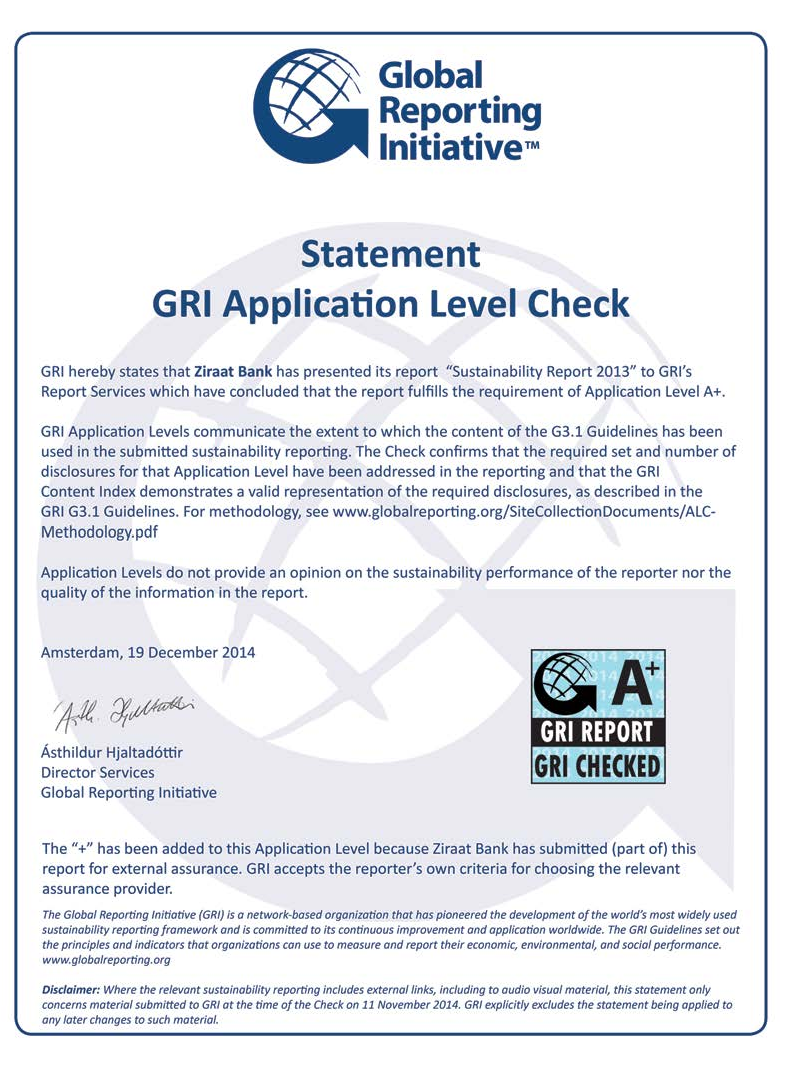 Global
Reporting
Initiative™
Statement
GRI Application Level Check
GRI hereby states that Ziraat Bank has presented its report “Sustainability Report 2013” to GRI’s
Report Services which have concluded that the report fulfills the requirement of Application Level A+.
GRI Application Levels communicate the extent to which the content of the G3.1 Guidelines has been
used in the submitted sustainability reporting. The Check confirms that the required set and number of
disclosures for that Application Level have been addressed in the reporting and that the GRI
Content Index demonstrates a valid representation of the required disclosures, as described in the
GRI G3.1 Guidelines. For methodology, see www.globalreporting.org/SiteCollectionDocuments/ALC-
Methodology.pdf
Application Levels do not provide an opinion on the sustainability performance of the reporter nor the
quality of the information in the report.
Amsterdam, 19 December 2014
Ásthildur Hjaltadóttir
Director Services
Global Reporting Initiative
A+
GRI REPORT
GRI CHECKED
The “+” has been added to this Application Level because Ziraat Bank has submitted (part of) this
report for external assurance. GRI accepts the reporter’s own criteria for choosing the relevant
assurance provider.
The Global Reporting Initiative (GRI) is a network-based organization that has pioneered the development of the world’s most widely used
sustainability reporting framework and is committed to its continuous improvement and application worldwide. The GRI Guidelines set out
the principles and indicators that organizations can use to measure and report their economic, environmental, and social performance.
www.globalreporting.org
Disclaimer: Where the relevant sustainability reporting includes external links, including to audio visual material, this statement only
concerns material submitted to GRI at the time of the Check on 11 November 2014. GRI explicitly excludes the statement being applied to
any later changes to such material.